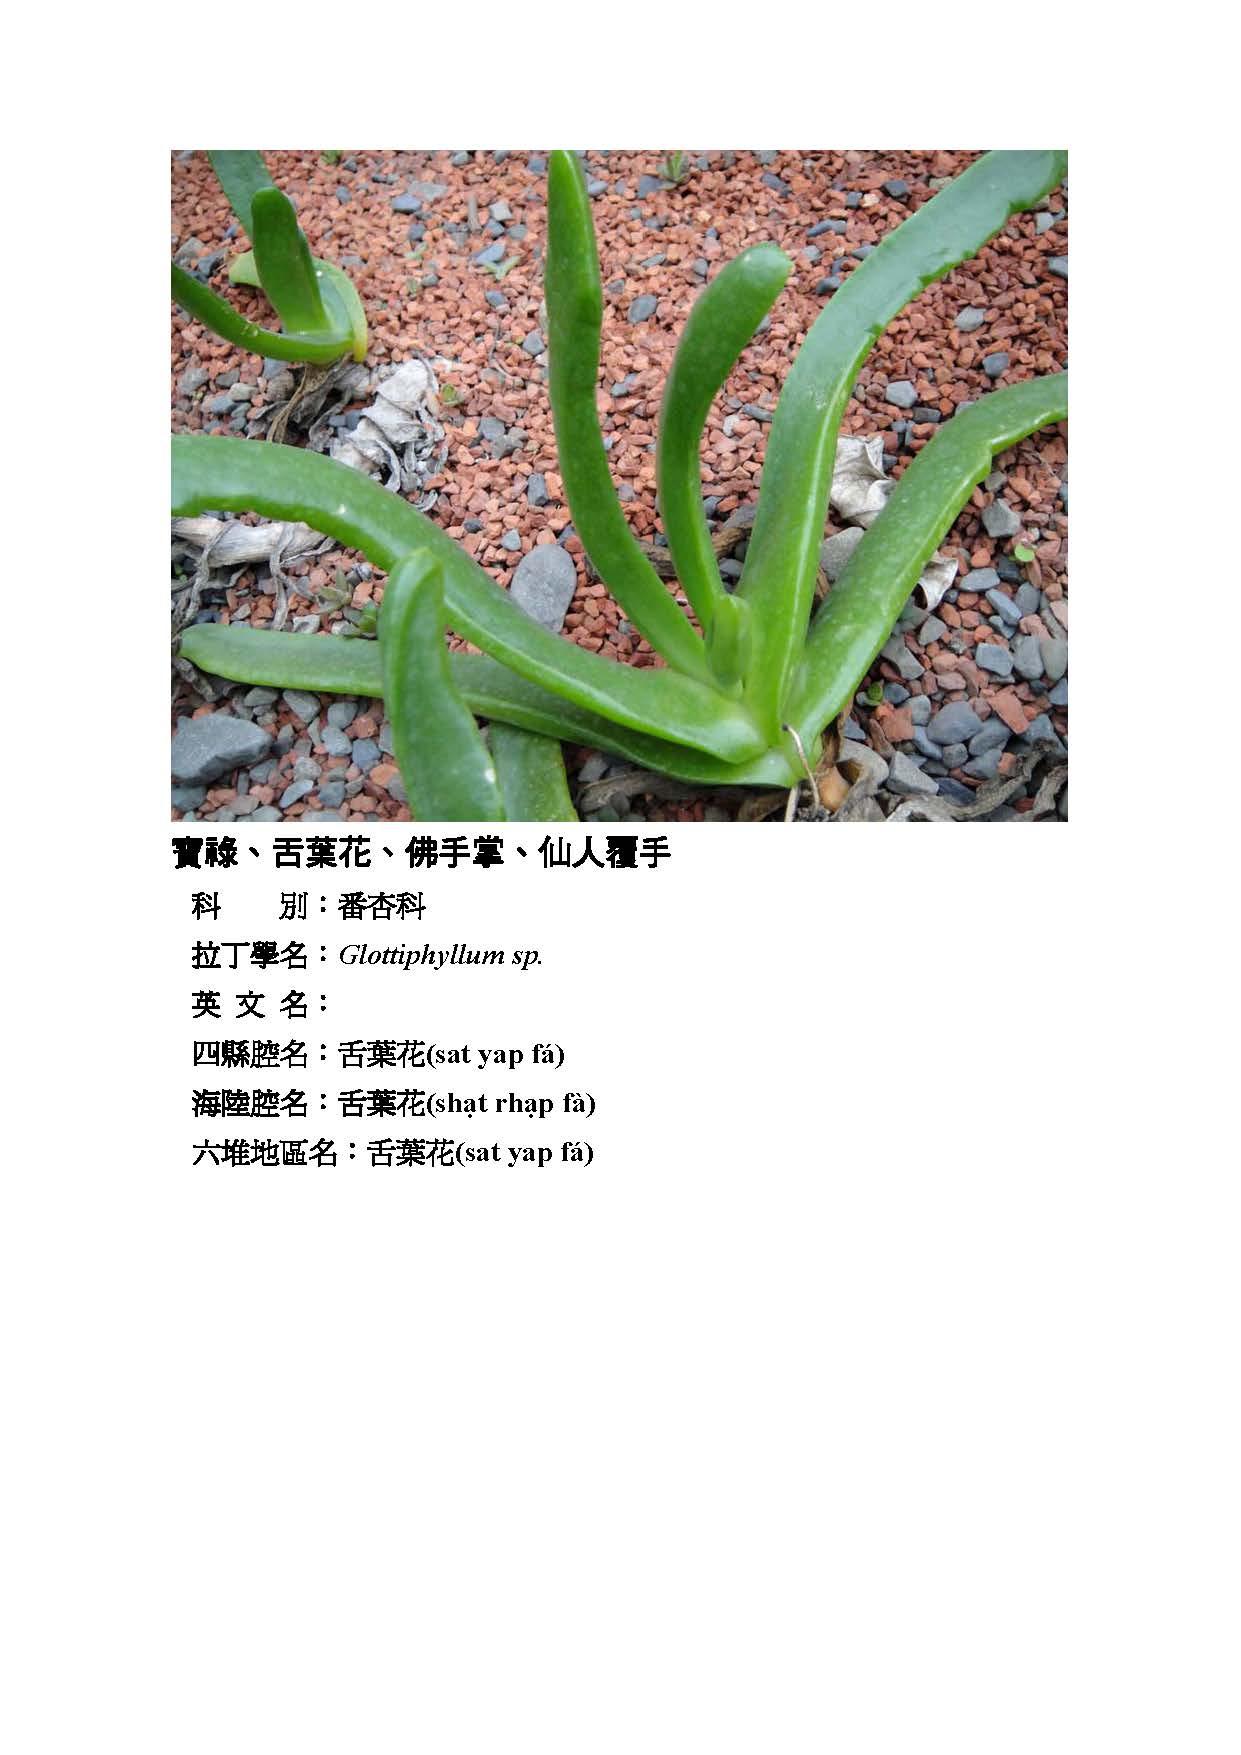 寶祿、舌葉花、佛手掌、仙人覆手
科　　別：番杏科
拉丁學名：Glottiphyllum sp.
英 文 名：
四縣腔名：舌葉花(sat yap fá)
海陸腔名：舌葉花(shạt rhạp fà)
六堆地區名：舌葉花(sat yap fá)